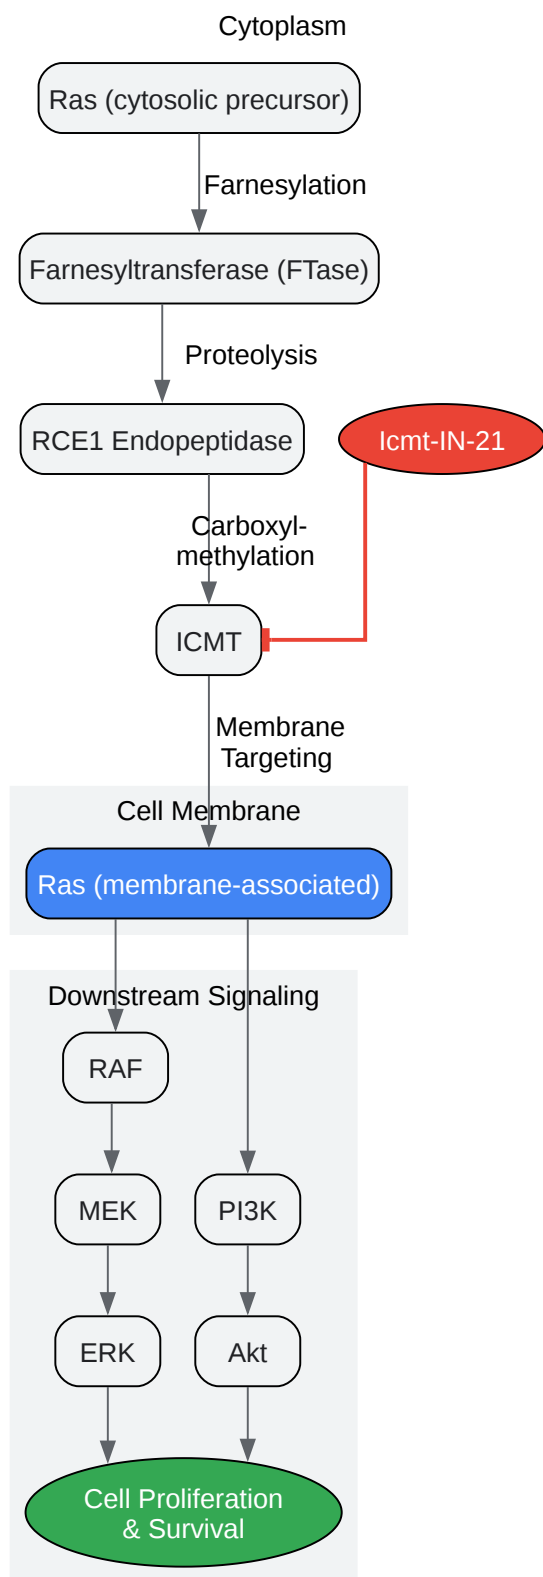 Cytoplasm
Ras (cytosolic precursor)
Farnesylation
Farnesyltransferase (FTase)
Proteolysis
RCE1 Endopeptidase
Icmt-IN-21
Carboxyl-
methylation
ICMT
Membrane
Targeting
Cell Membrane
Ras (membrane-associated)
Downstream Signaling
RAF
MEK
PI3K
ERK
Akt
Cell Proliferation
& Survival